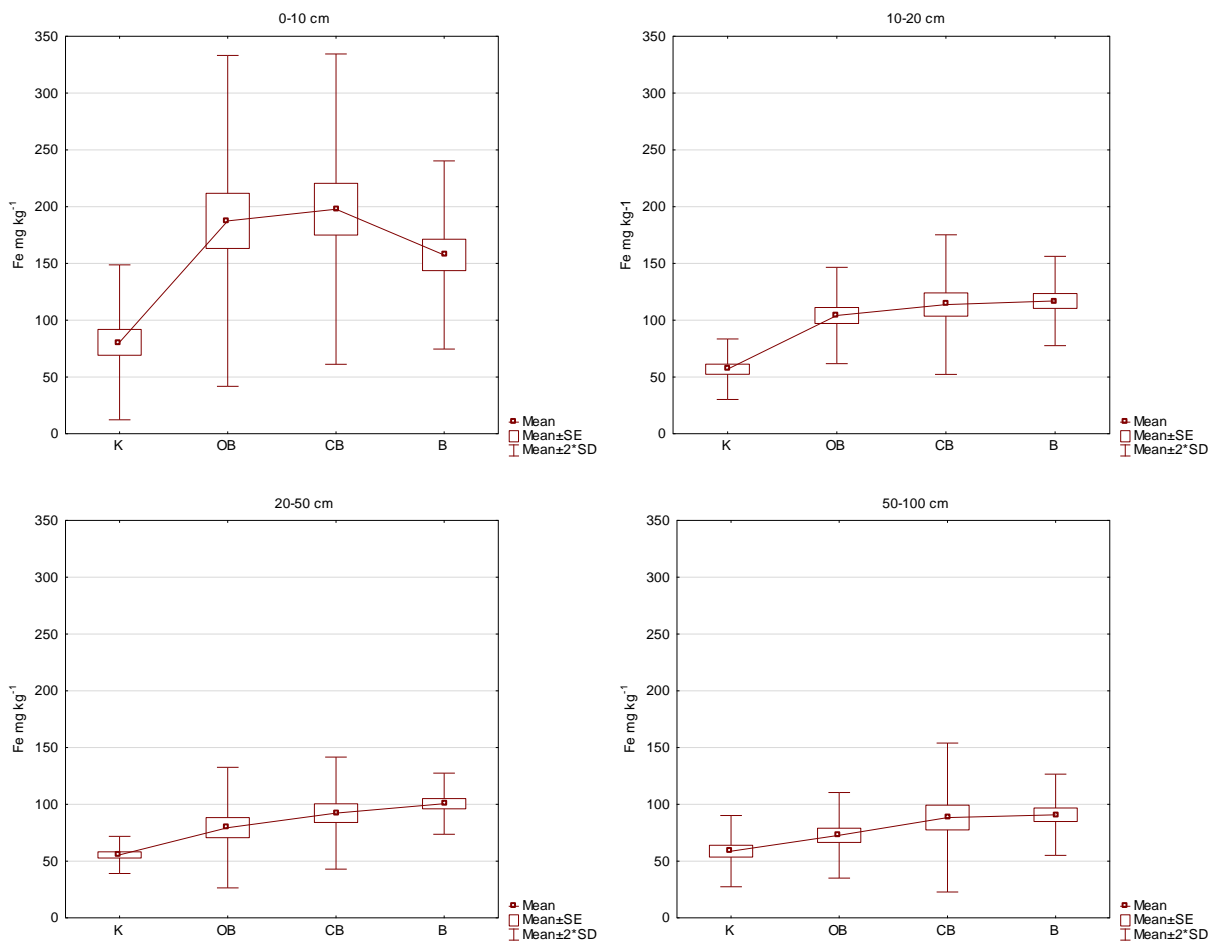 0-10 cm
350
300
250
200
150
100
50
0
Fe mg kg⁻¹
K OB CB B
Mean
Mean±SE
Mean±2*SD
10-20 cm
350
300
250
200
150
100
50
0
Fe mg kg-1
K OB CB B
Mean
Mean±SE
Mean±2*SD
20-50 cm
350
300
250
200
150
100
50
0
Fe mg kg⁻¹
K OB CB B
Mean
Mean±SE
Mean±2*SD
50-100 cm
350
300
250
200
150
100
50
0
Fe mg kg⁻¹
K OB CB B
Mean
Mean±SE
Mean±2*SD